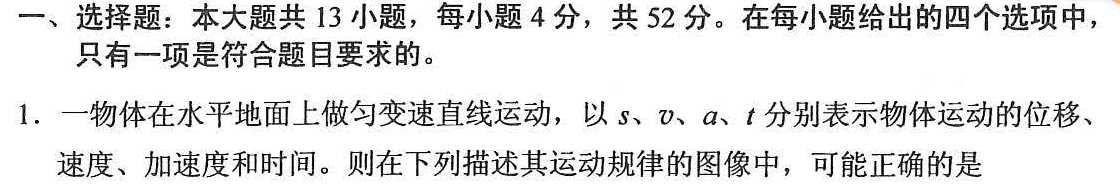 一、选择题：本大题共 13 小题，每小题 4 分，共 52 分。在每小题给出的四个选项中，
只有一项是符合题目要求的。
1. 一物体在水平地面上做匀变速直线运动，以 s、v、a、t 分别表示物体运动的位移、
速度、加速度和时间。则在下列描述其运动规律的图像中，可能正确的是